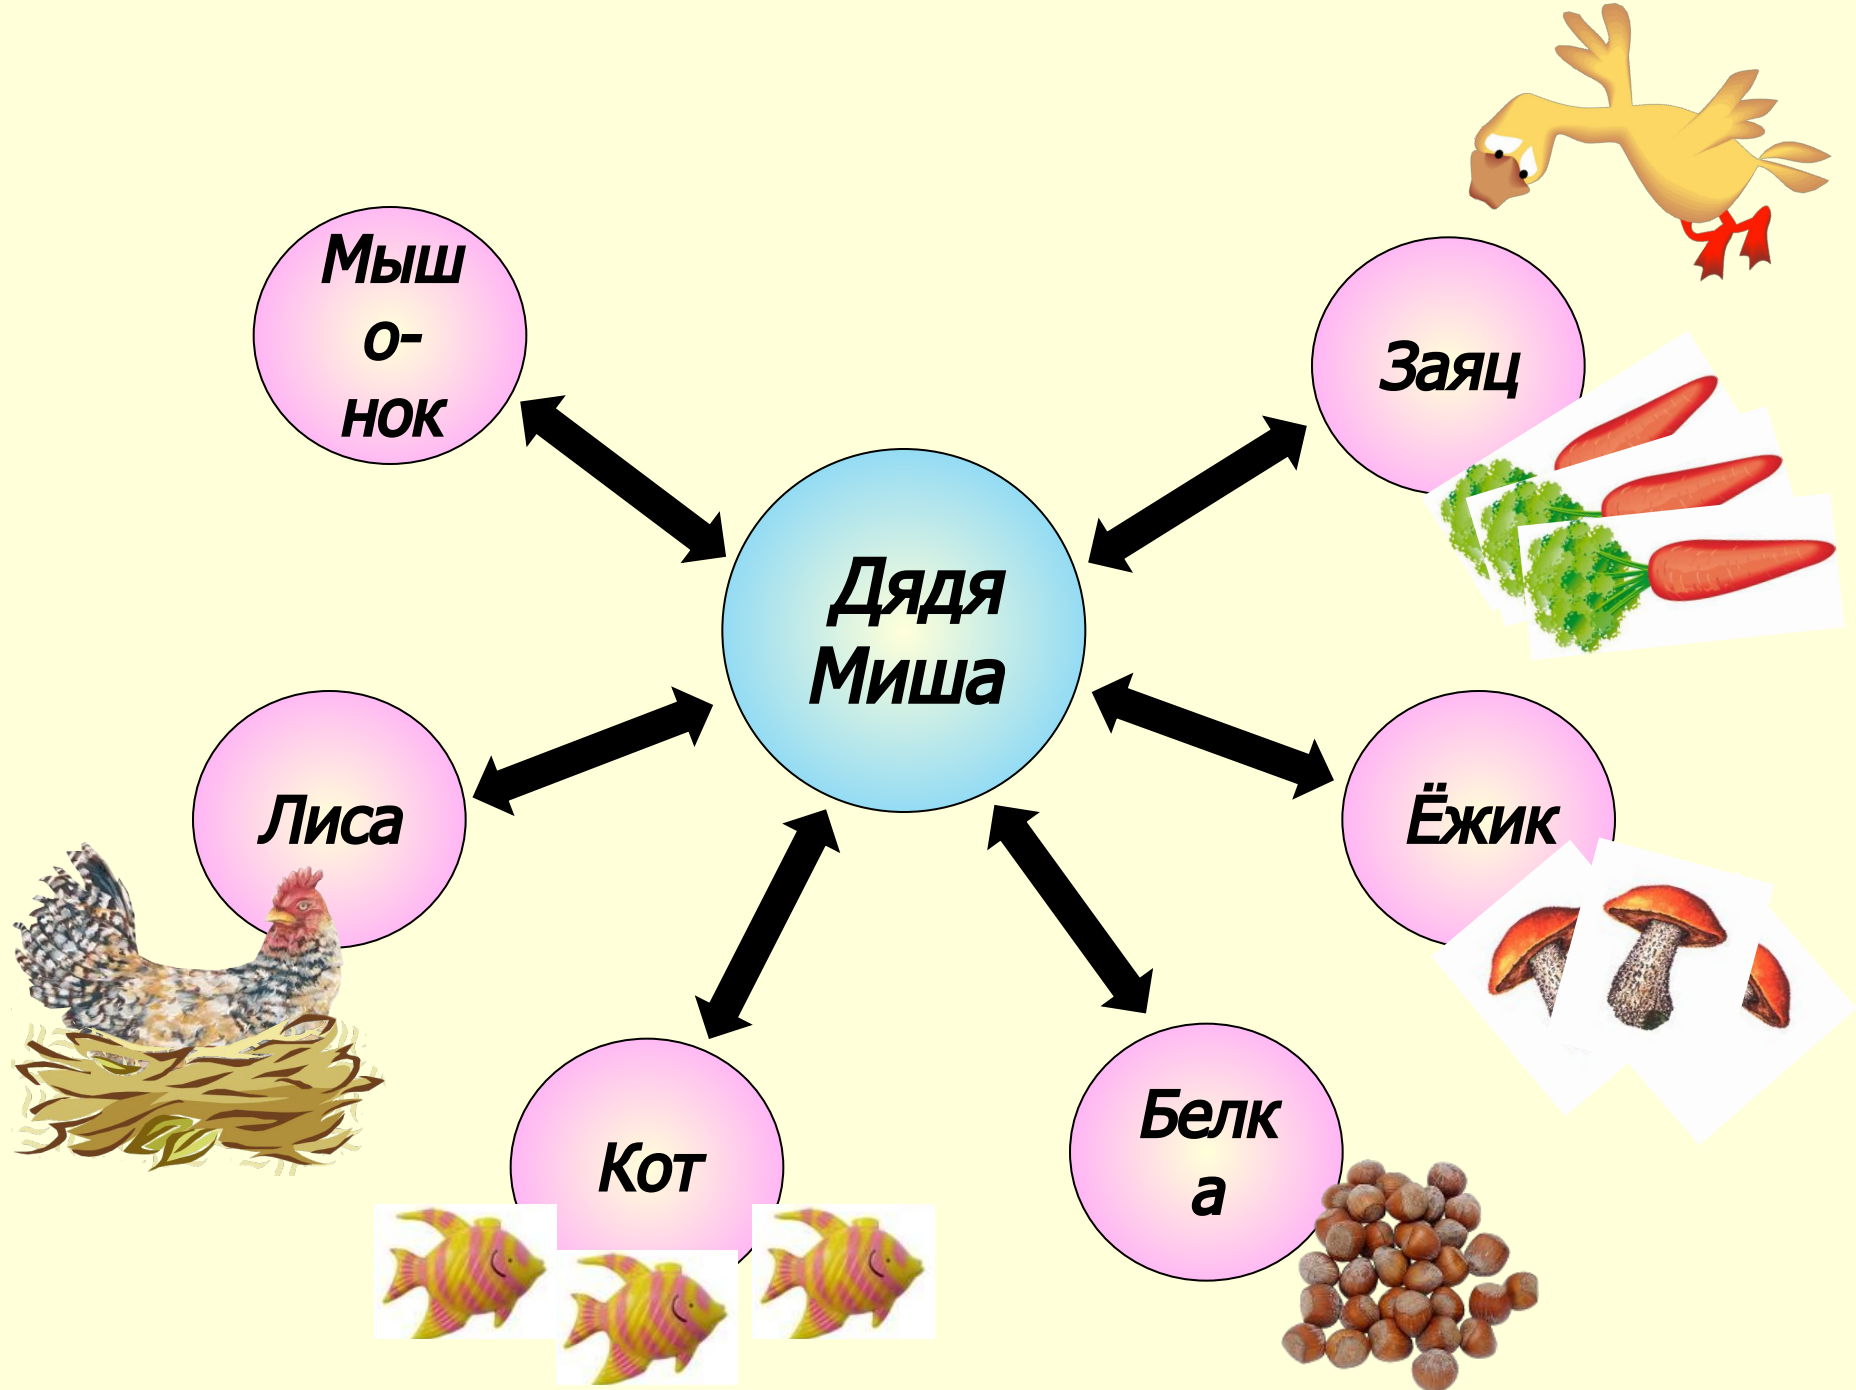 Мыш
о-
нок
Заяц
Дядя
Миша
Лиса
Ёжик
Кот
Белк
а